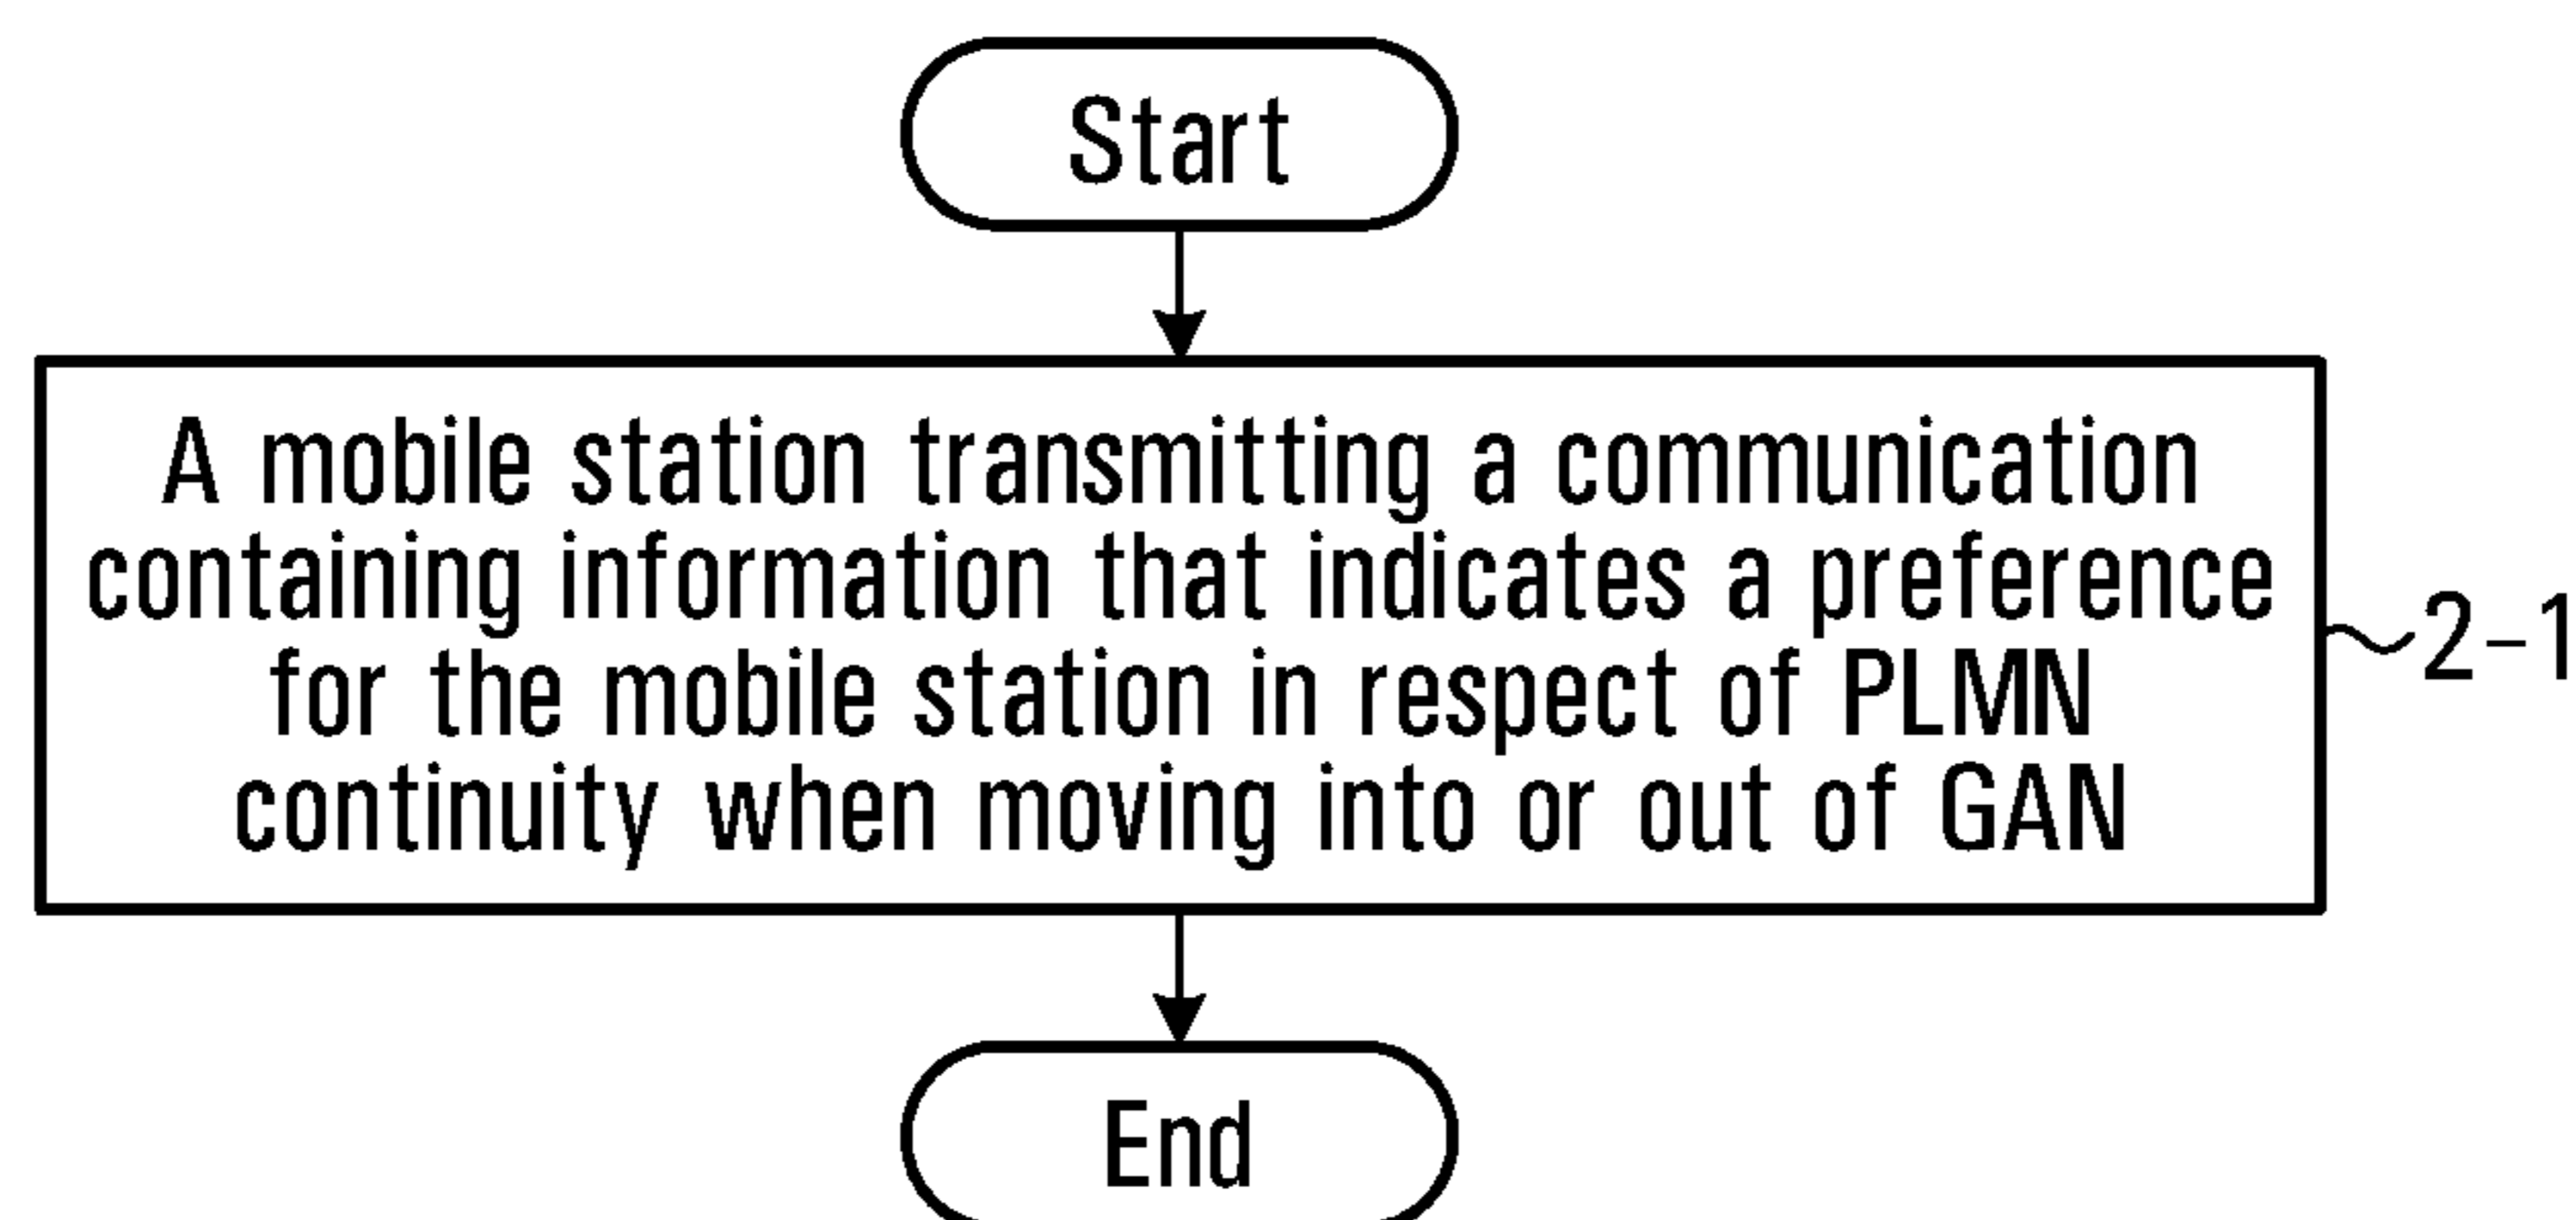 Start
A mobile station transmitting a communication
containing information that indicates a preference
for the mobile station in respect of PLMN
continuity when moving into or out of GAN
2-1
End